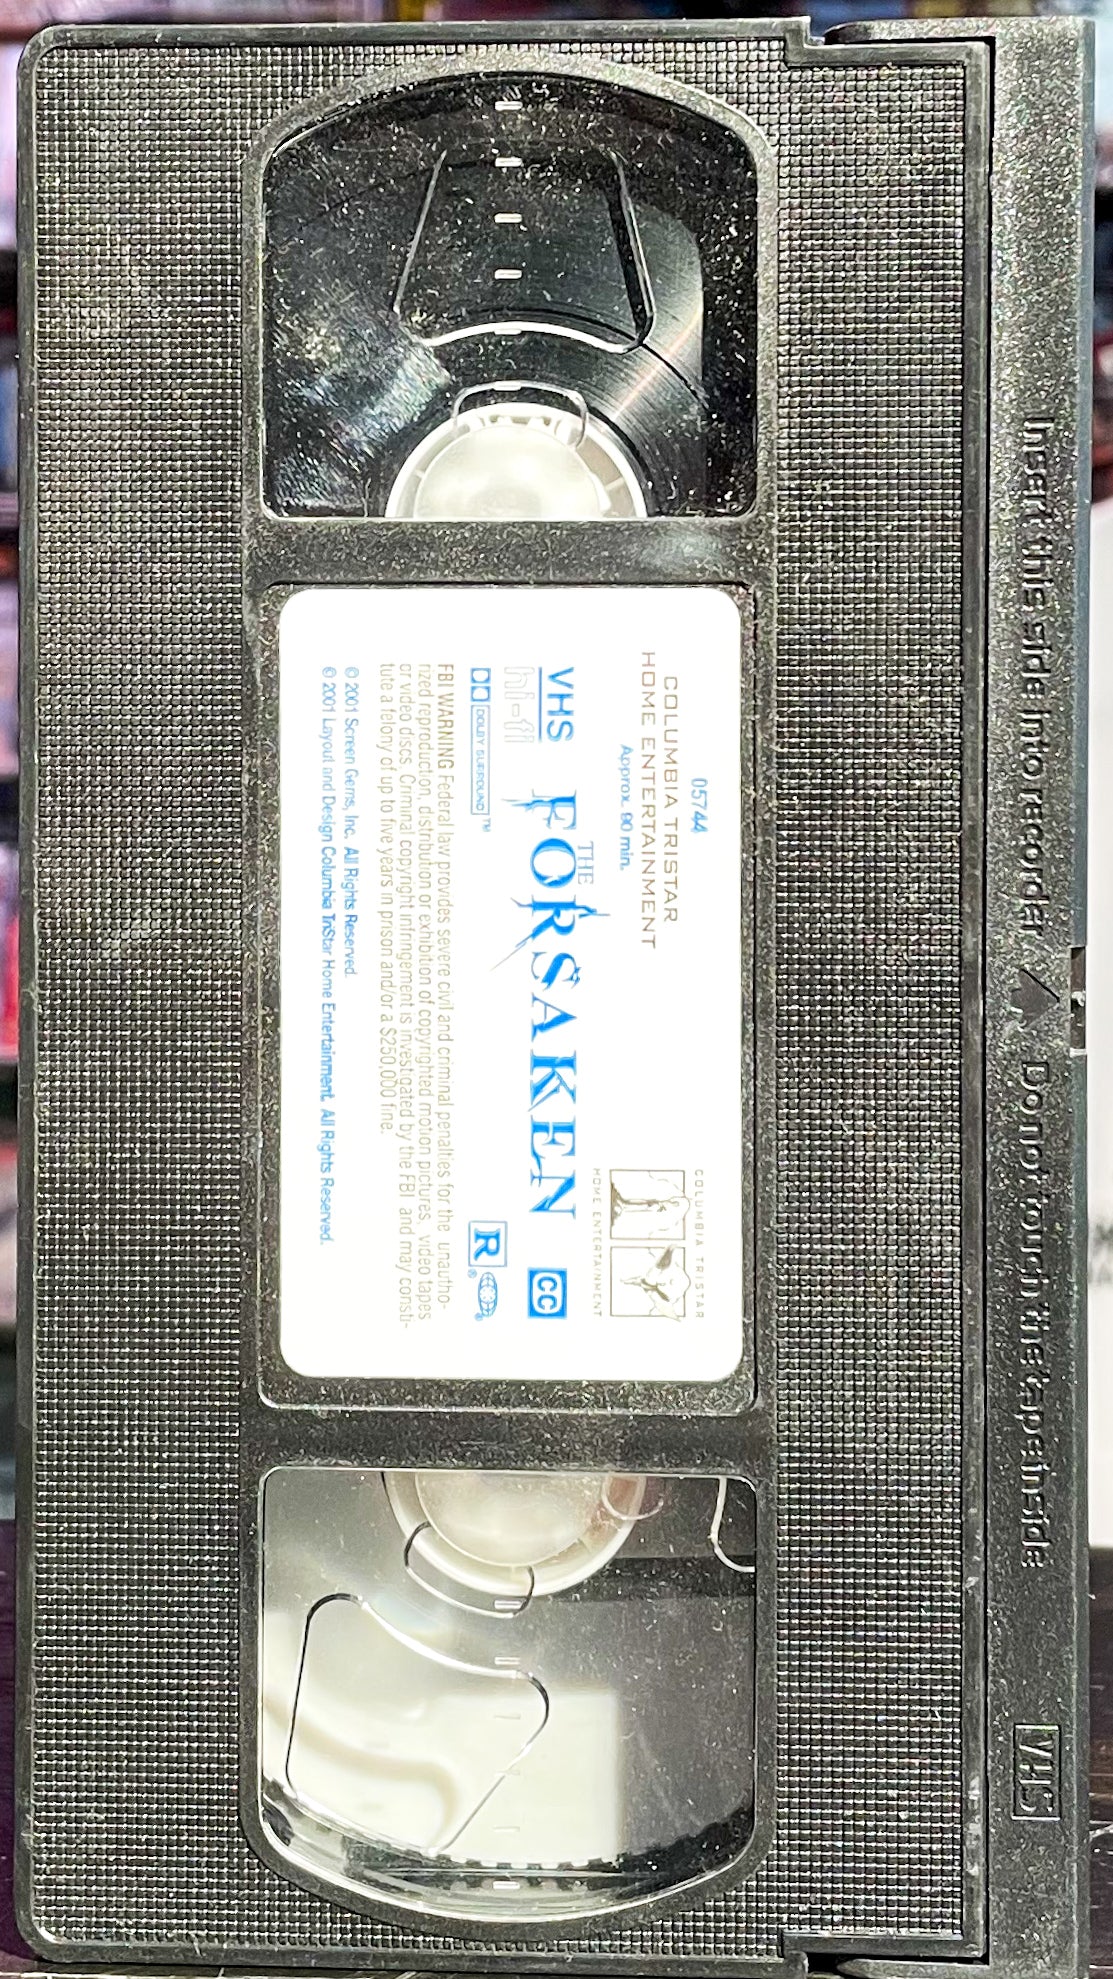 Insert this side into recorder
Do not touch the tape inside
VHS
05744
COLUMBIA TRISTAR
HOME ENTERTAINMENT
Approx. 90 min.
COLUMBIA TRISTAR
HOME ENTERTAINMENT
VHS
hi-fi
DOLBY SURROUND™
THE
FORSAKEN
CC
R®
®
FBI WARNING Federal law provides severe civil and criminal penalties for the unautho-
rized reproduction, distribution or exhibition of copyrighted motion pictures, video tapes
or video discs. Criminal copyright infringement is investigated by the FBI and may consti-
tute a felony of up to five years in prison and/or a $250,000 fine.
© 2001 Screen Gems, Inc. All Rights Reserved.
© 2001 Layout and Design Columbia TriStar Home Entertainment. All Rights Reserved.